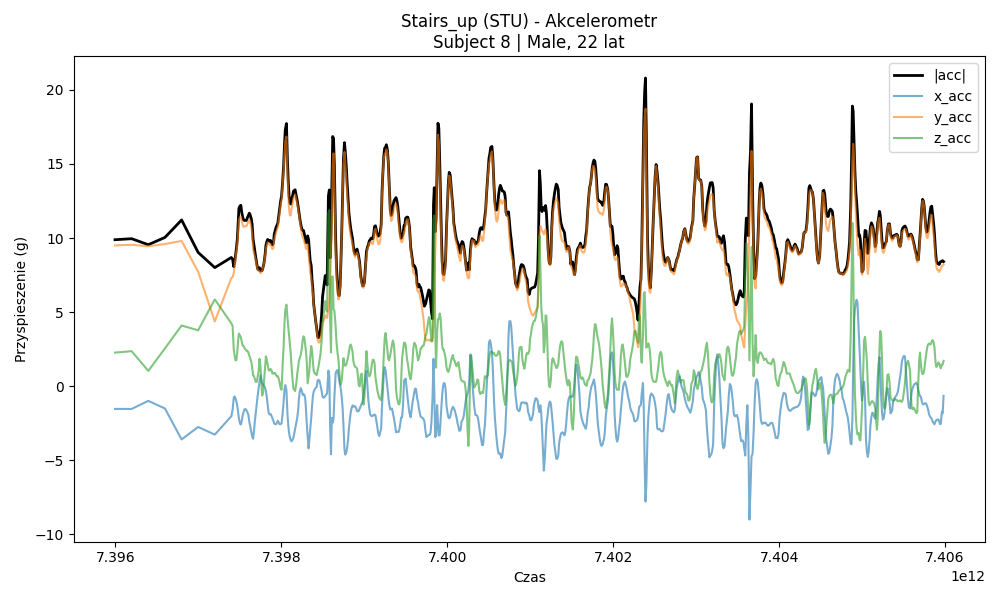 Stairs_up (STU) - Akcelerometr
Subject 8 | Male, 22 lat
|acc|
x_acc
y_acc
z_acc
Przyspieszenie (g)
20
15
10
5
0
−5
−10
7.396
7.398
7.400
7.402
7.404
7.406
1e12
Czas